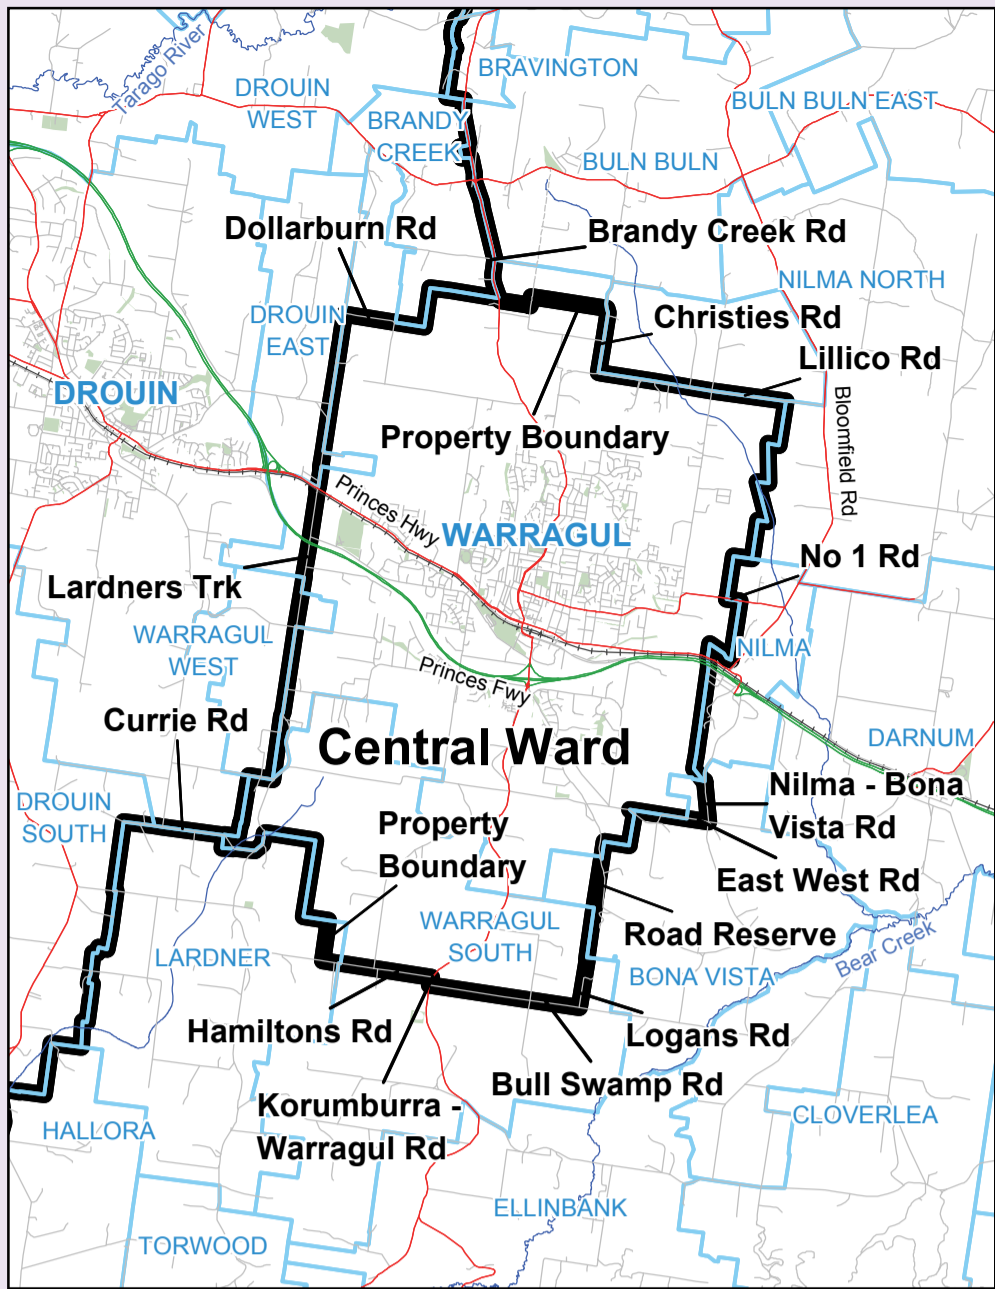 Tarago River
BRAVINGTON
DROUIN
WEST
BULN BULN EAST
BRANDY
CREEK
BULN BULN
Dollarburn Rd
Brandy Creek Rd
NILMA NORTH
DROUIN
EAST
Christies Rd
Lillico Rd
DROUIN
Bloomfield Rd
Property Boundary
Princes Hwy
WARRAGUL
No 1 Rd
Lardners Trk
WARRAGUL
WEST
NILMA
Princes Fwy
Currie Rd
Central Ward
DARNUM
DROUIN
SOUTH
Nilma - Bona
Vista Rd
Property
Boundary
East West Rd
WARRAGUL
SOUTH
Road Reserve
Bear Creek
LARDNER
BONA VISTA
Hamiltons Rd
Logans Rd
Bull Swamp Rd
Korumburra -
Warragul Rd
HALLORA
CLOVERLEA
ELLINBANK
TORWOOD